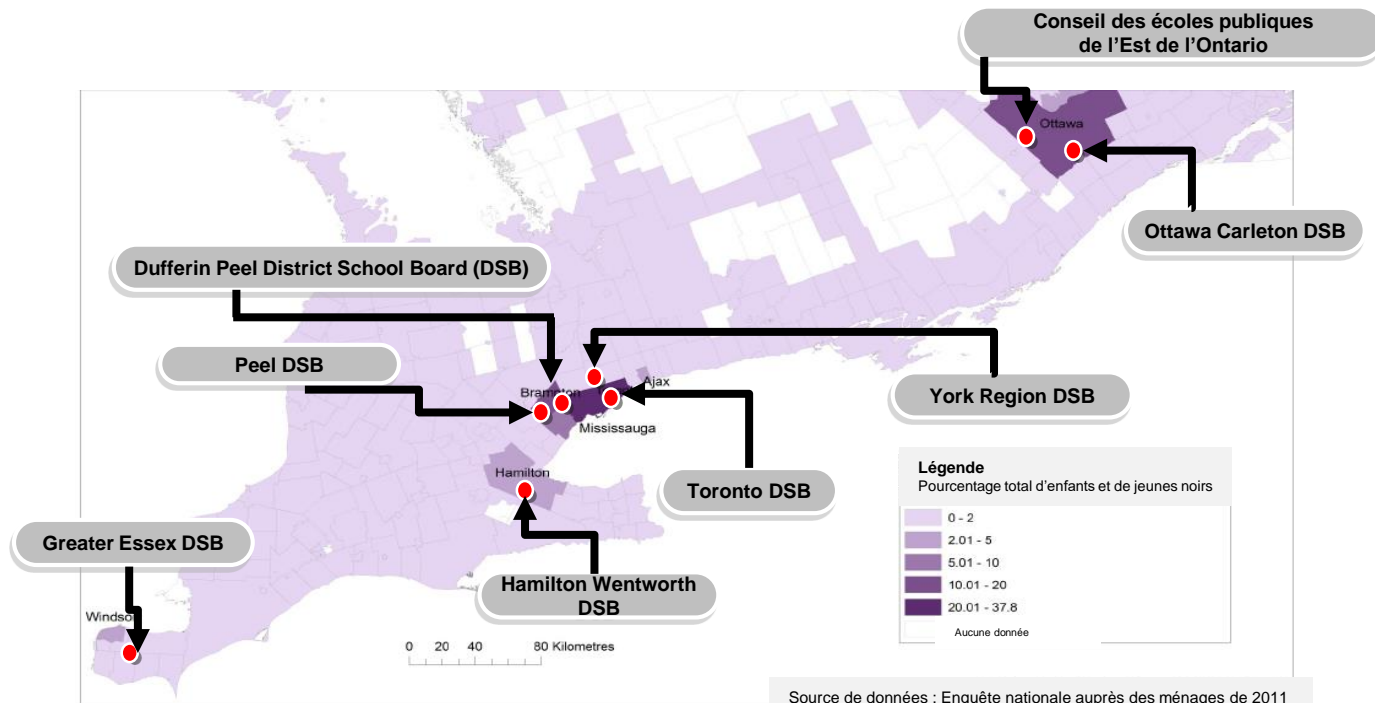 Conseil des écoles publiques
de l'Est de l'Ontario
Ottawa
Ottawa Carleton DSB
Dufferin Peel District School Board (DSB)
Peel DSB
Ajax
Brampton
York Region DSB
Mississauga
Légende
Pourcentage total d'enfants et de jeunes noirs
Hamilton
Toronto DSB
0 - 2
2.01 - 5
5.01 - 10
10.01 - 20
20.01 - 37.8
Aucune donnée
Greater Essex DSB
Hamilton Wentworth
DSB
Windsor
0 20 40 80 Kilometres
Source de données : Enquête nationale auprès des ménages de 2011